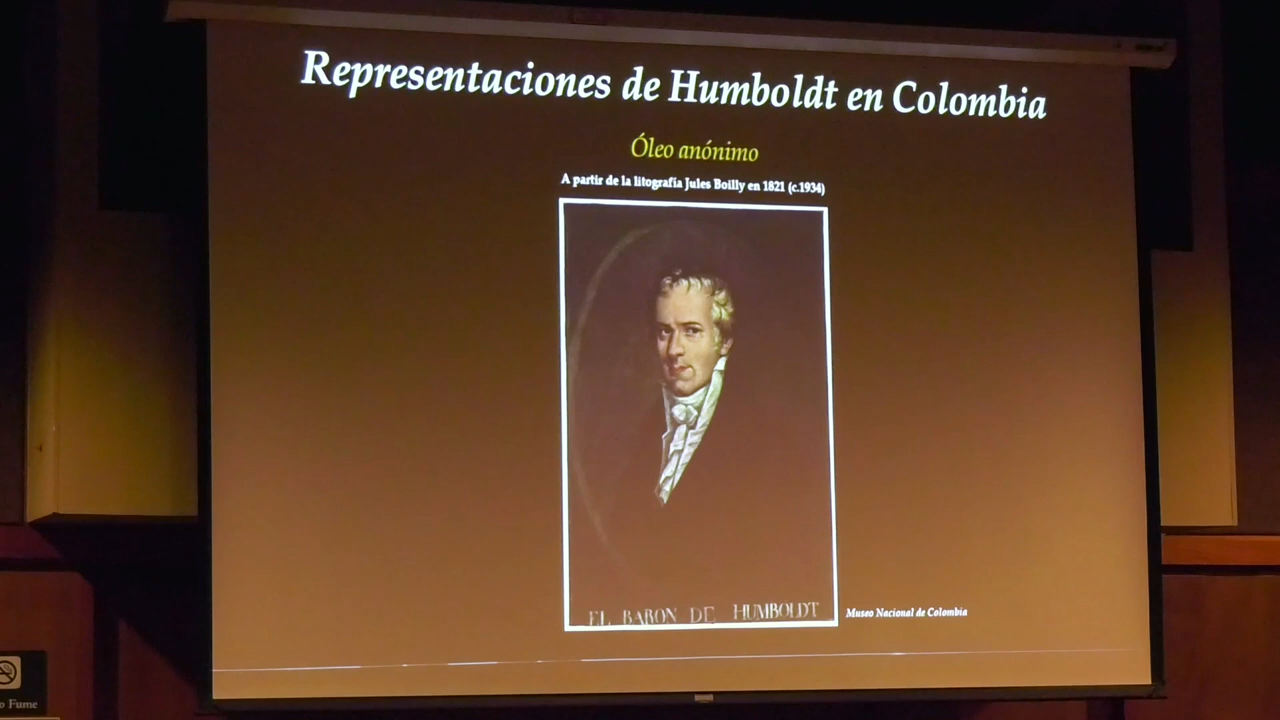 Representaciones de Humboldt en Colombia
Óleo anónimo
A partir de la litografía Jules Boilly en 1821 (c.1934)
EL BARON DE HUMBOLDT
Museo Nacional de Colombia
o Fume